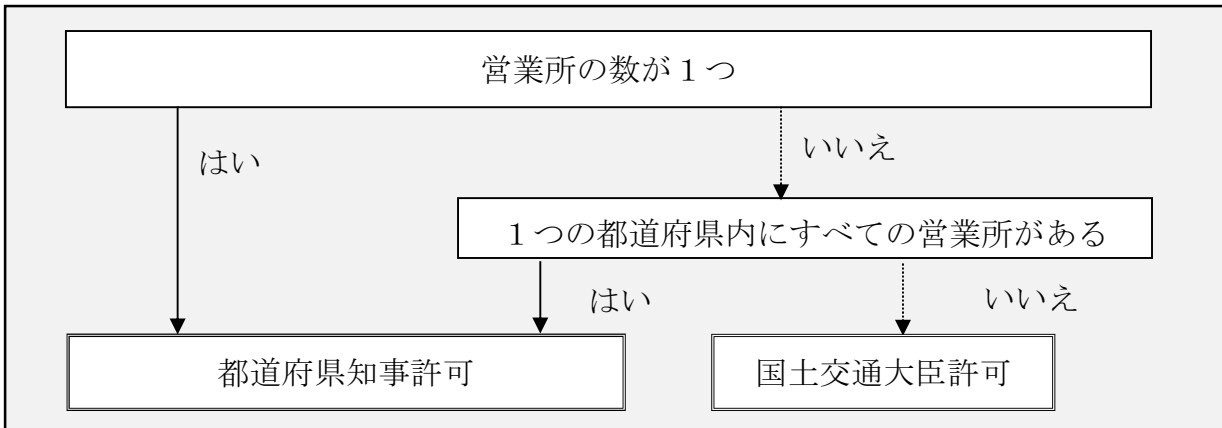 営業所の数が１つ
はい
いいえ
１つの都道府県内にすべての営業所がある
はい
いいえ
都道府県知事許可
国土交通大臣許可